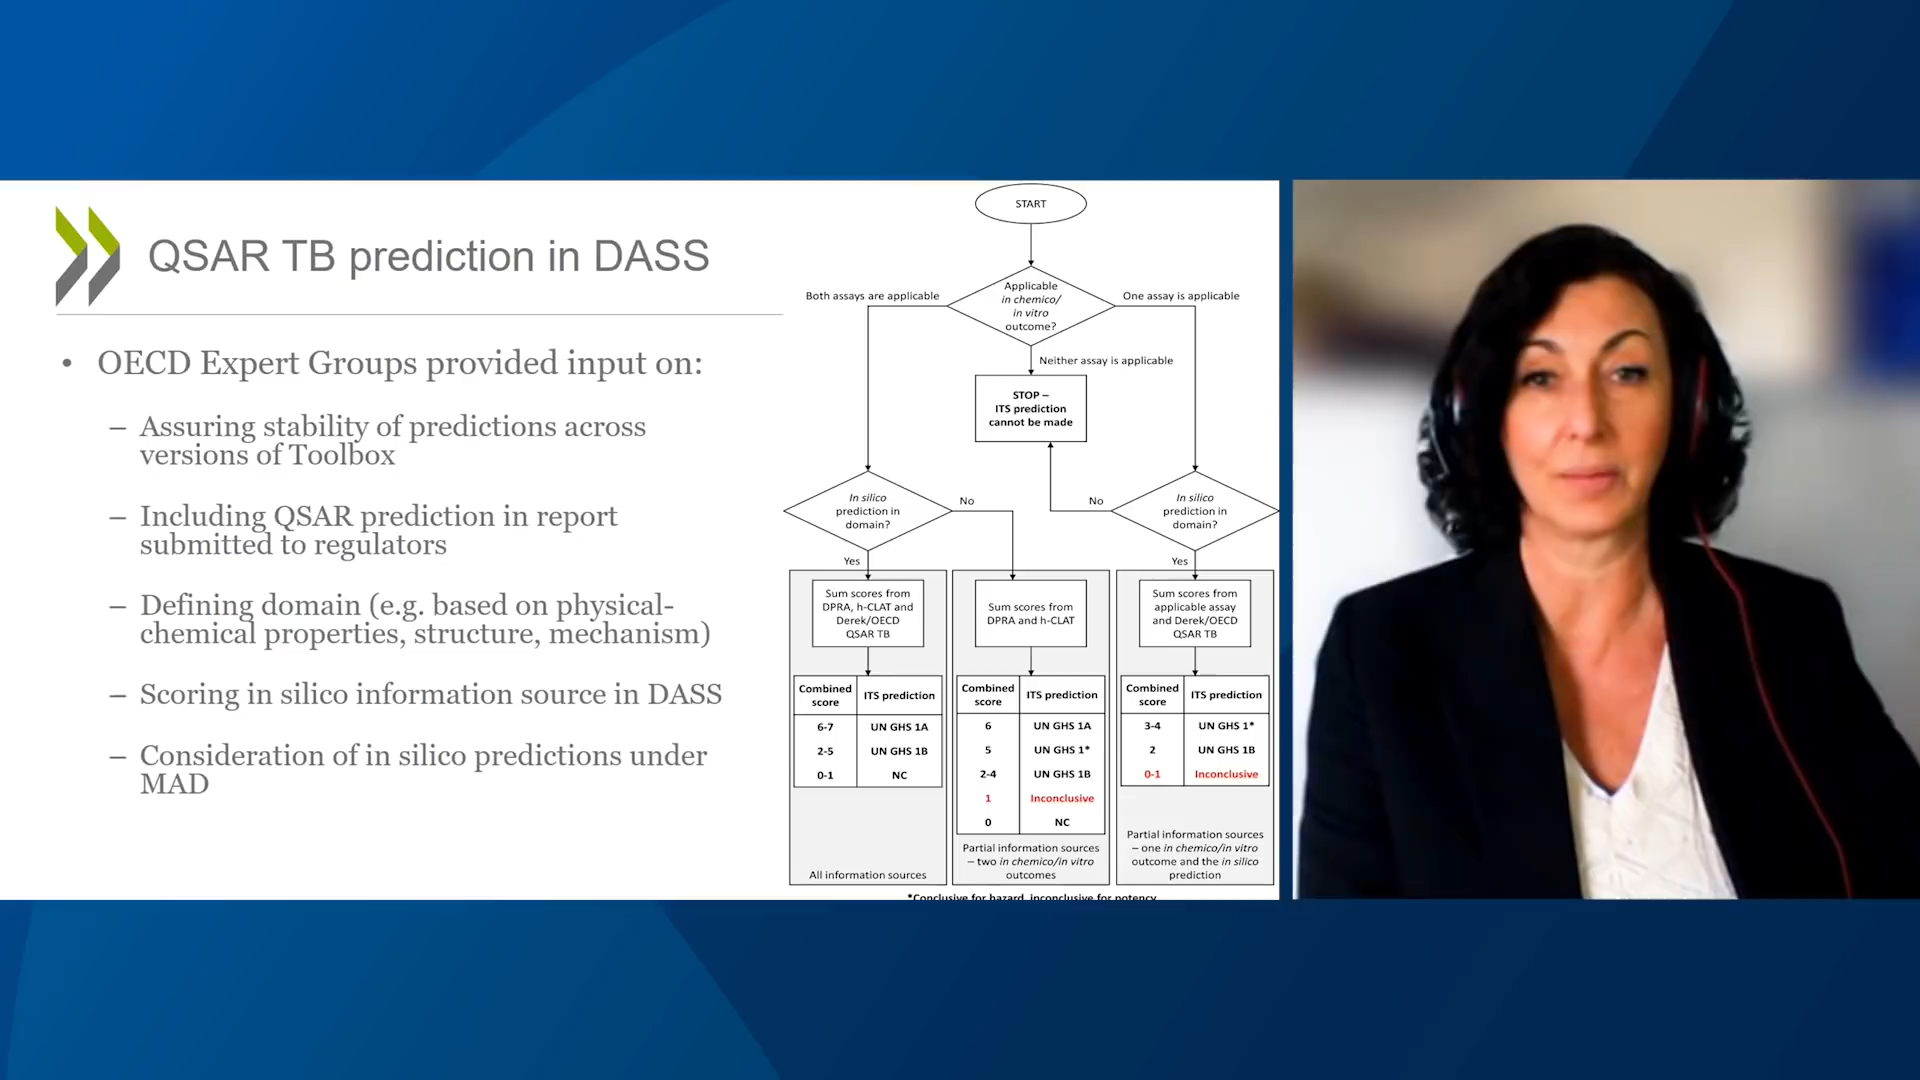 QSAR TB prediction in DASS
• OECD Expert Groups provided input on:
– Assuring stability of predictions across
versions of Toolbox
– Including QSAR prediction in report
submitted to regulators
– Defining domain (e.g. based on physical-
chemical properties, structure, mechanism)
– Scoring in silico information source in DASS
– Consideration of in silico predictions under
MAD
START
Applicable
in chemico/
in vitro
outcome?
Both assays are applicable
One assay is applicable
Neither assay is applicable
STOP –
ITS prediction
cannot be made
In silico
prediction in
domain?
No
No
In silico
prediction in
domain?
Yes
Yes
Sum scores from
DPRA, h-CLAT and
Derek/OECD
QSAR TB
Combined
score
ITS prediction
6-7 UN GHS 1A
2-5 UN GHS 1B
0-1 NC
All information sources
Sum scores from
DPRA and h-CLAT
Combined
score
ITS prediction
6 UN GHS 1A
5 UN GHS 1*
2-4 UN GHS 1B
1 Inconclusive
0 NC
Partial information sources
– two in chemico/in vitro
outcomes
Sum scores from
applicable assay
and Derek/OECD
QSAR TB
Combined
score
ITS prediction
3-4 UN GHS 1*
2 UN GHS 1B
0-1 Inconclusive
Partial information sources
– one in chemico/in vitro
outcome and the in silico
prediction
*Conclusive for hazard, inconclusive for potency